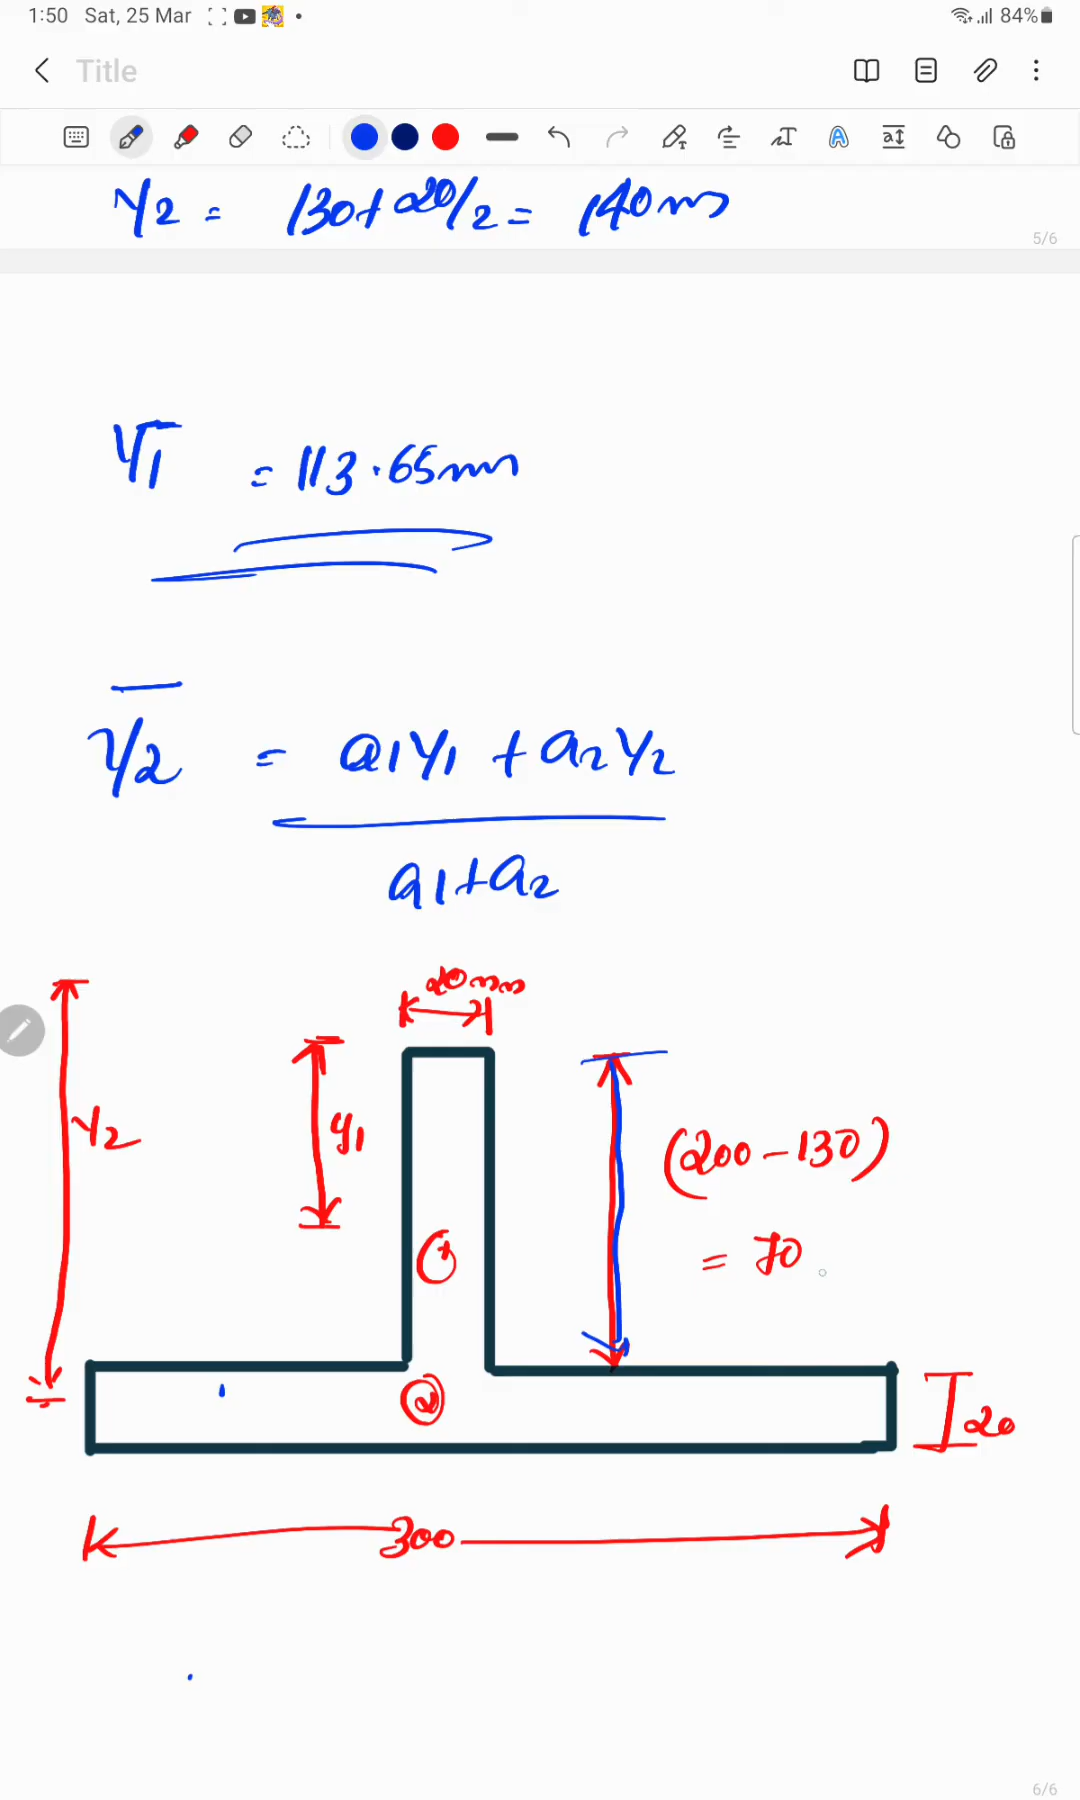 1:50 Sat, 25 Mar 84%
Title
y2 = 130+20/2 = 140mm
5/6
y1 = 113.65mm
y2 = a1y1 + a2y2
a1+a2
20mm
y2
y1
(200-130)
= 70
1
2
20
300
6/6